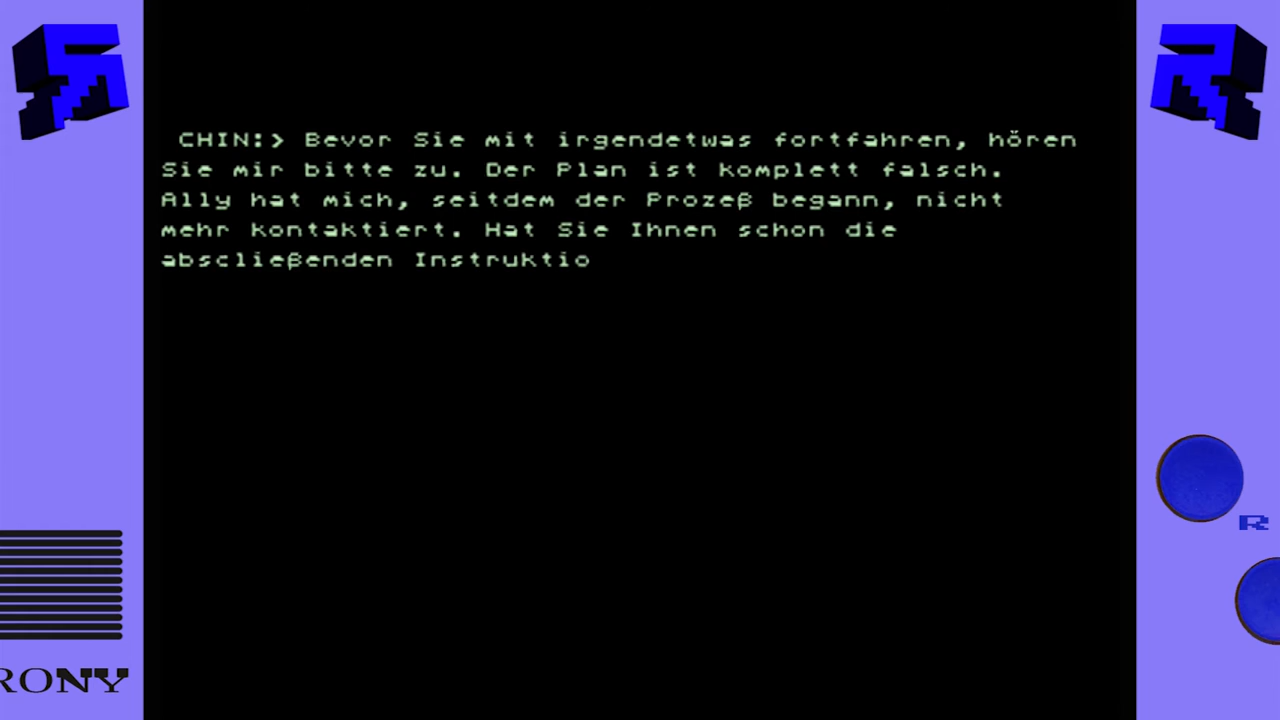 CHIN:> Bevor Sie mit irgendetwas fortfahren, hören
Sie mir bitte zu. Der Plan ist komplett falsch.
Ally hat mich, seitdem der Prozeß begann, nicht
mehr kontaktiert. Hat Sie Ihnen schon die
abscließenden Instruktio
R
RONY